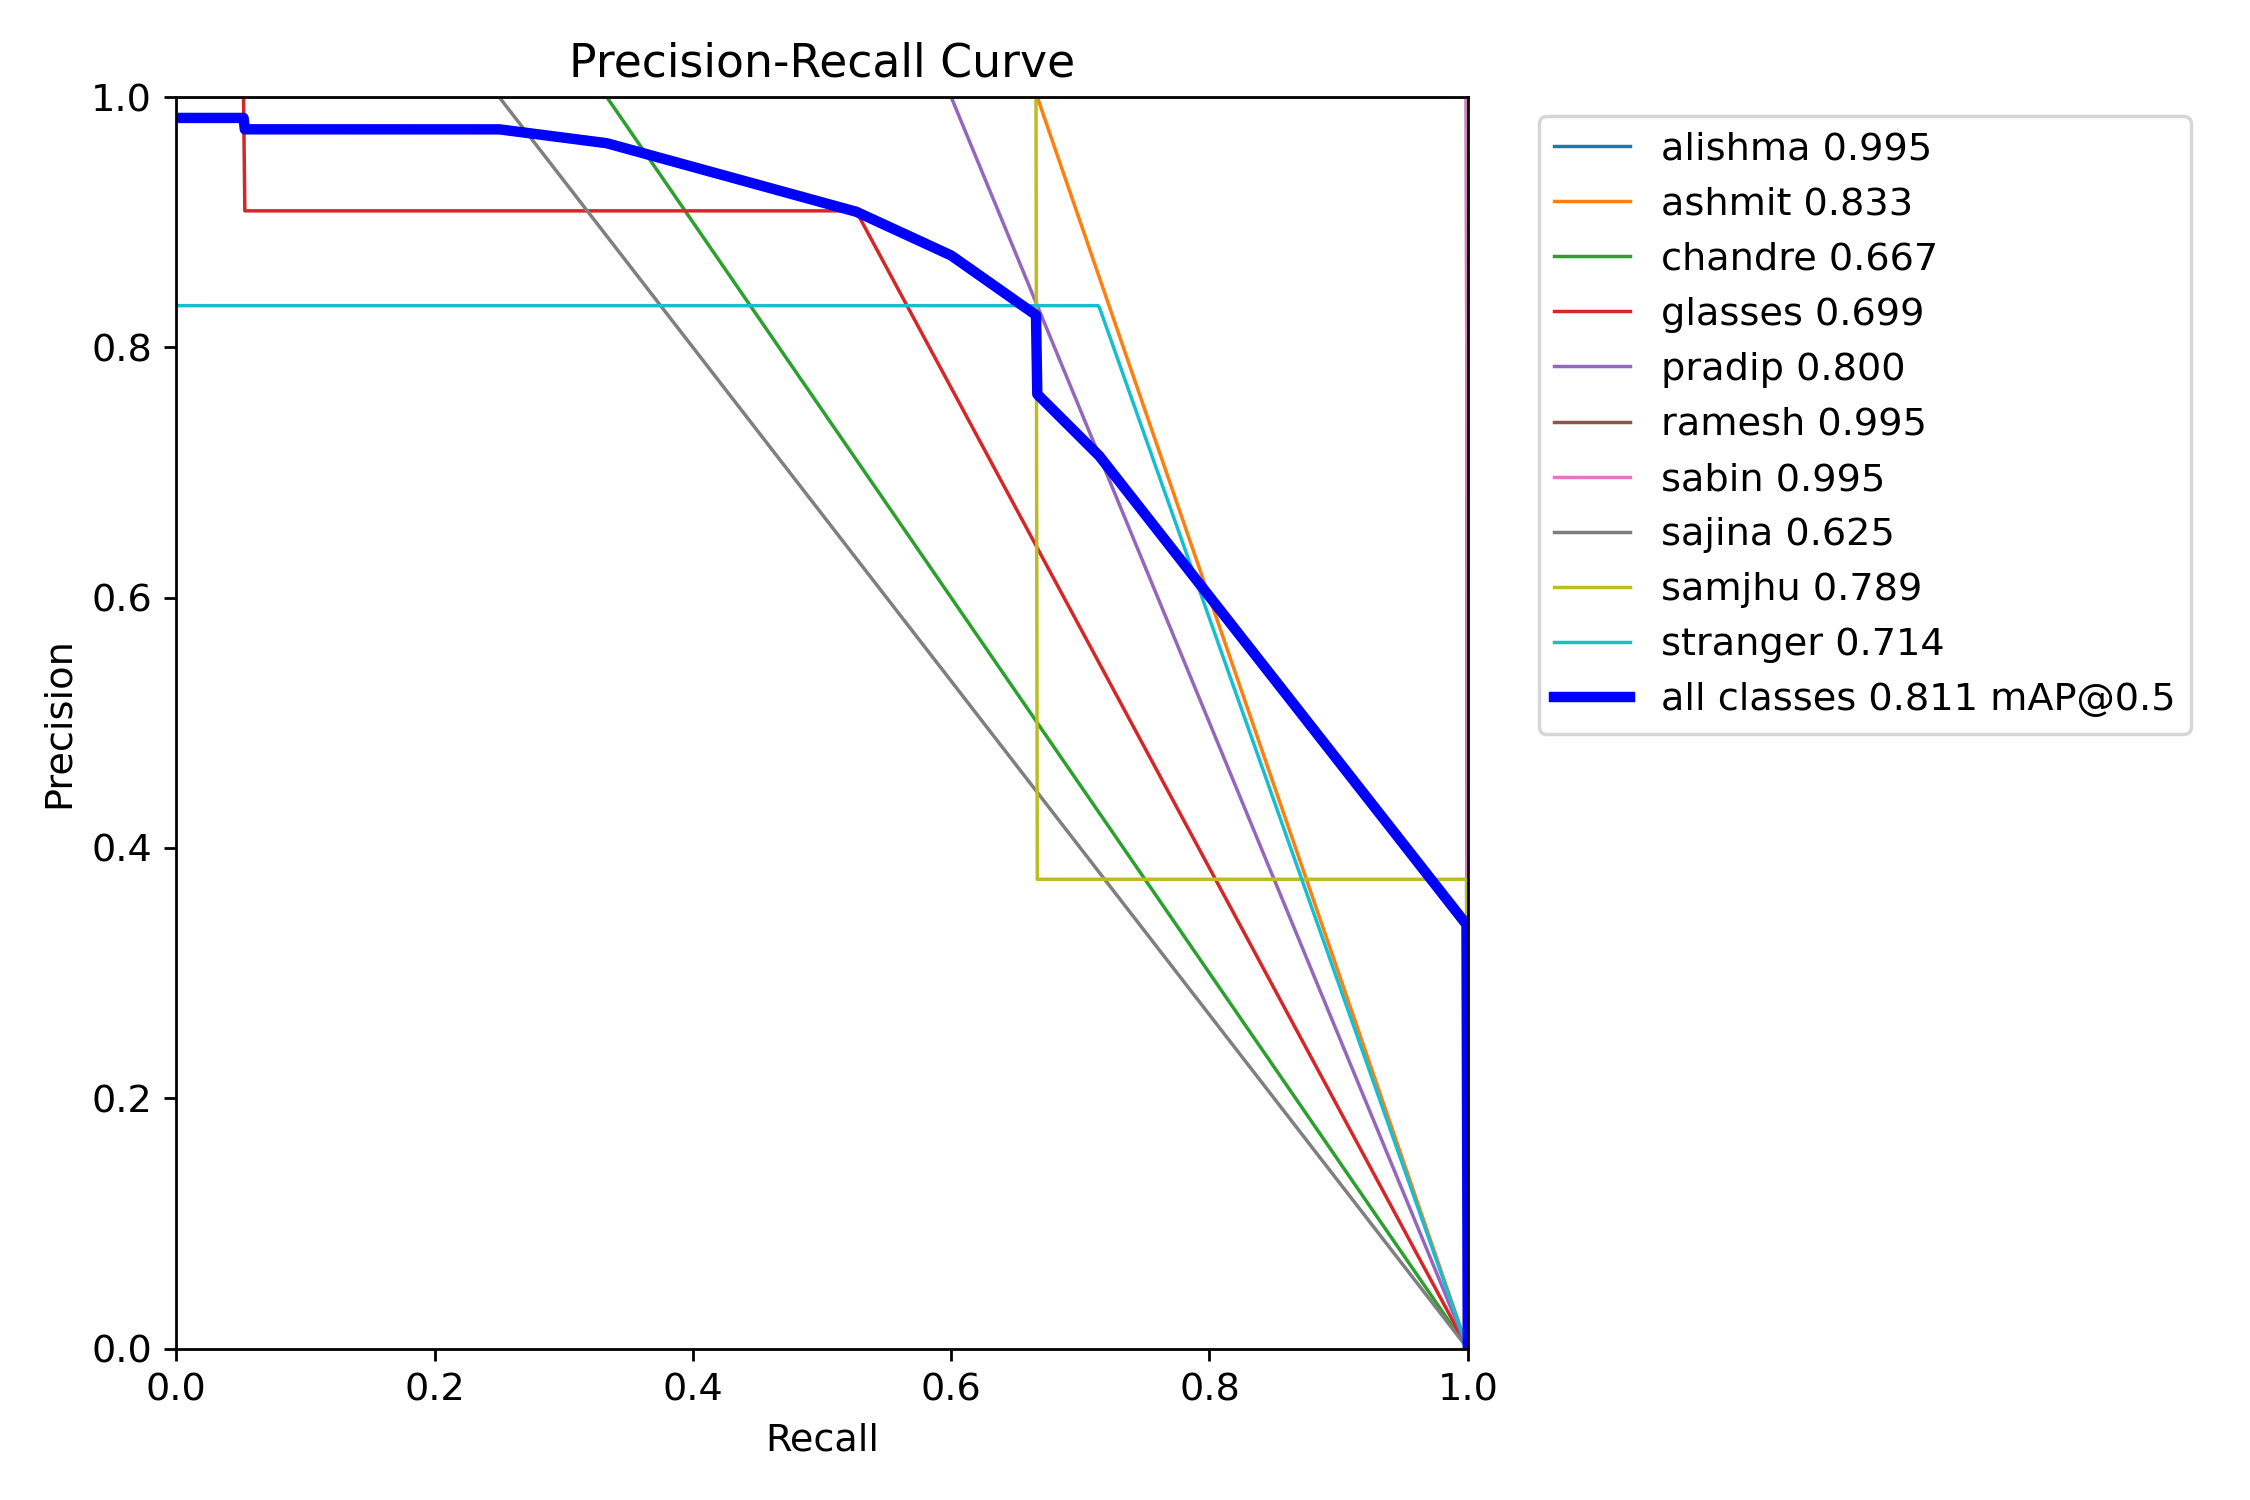 Precision-Recall Curve
1.0
0.8
0.6
0.4
0.2
0.0
Precision
0.0 0.2 0.4 0.6 0.8 1.0
Recall
alishma 0.995
ashmit 0.833
chandre 0.667
glasses 0.699
pradip 0.800
ramesh 0.995
sabin 0.995
sajina 0.625
samjhu 0.789
stranger 0.714
all classes 0.811 mAP@0.5